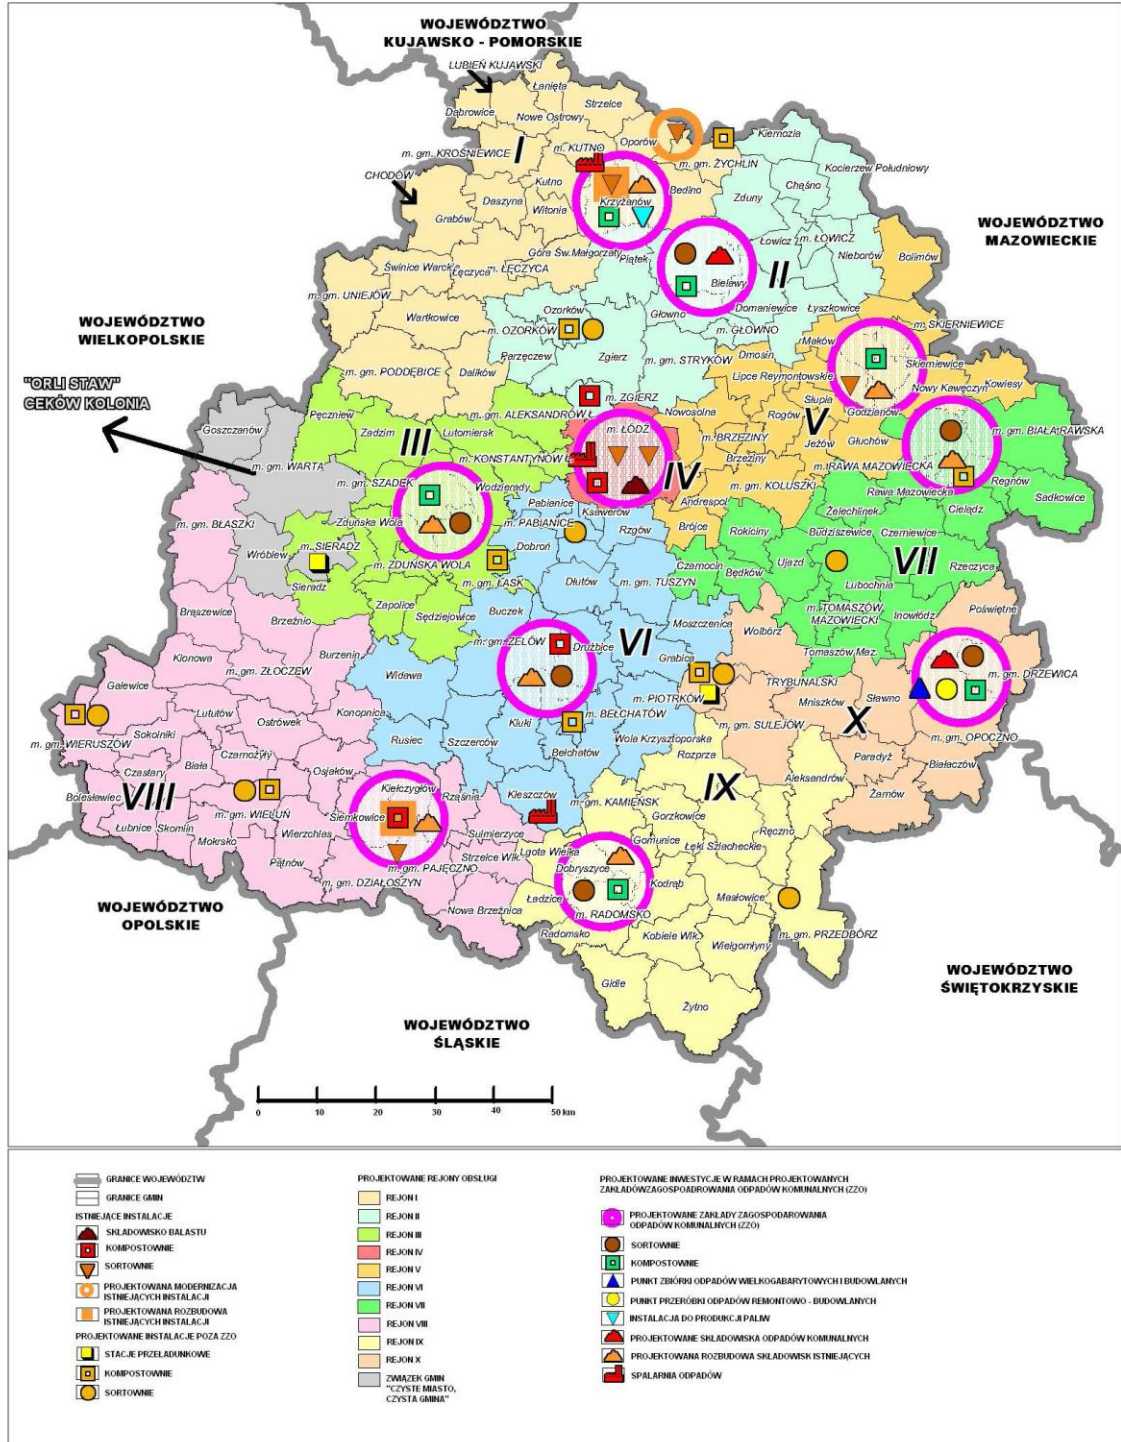 WOJEWÓDZTWO
KUJAWSKO - POMORSKIE
LUBIEŃ KUJAWSKI
Łanięta
Strzelce
Dąbrowice
Nowe Ostrowy
I
Oporów
Kiernozia
m. KUTNO
m. gm. KROŚNIEWICE
m. gm. ŻYCHLIN
Kocierzew Południowy
CHODÓW
Kutno
Bedlno
Chąśno
Daszyna
Krzyżanów
Zduny
Grabów
Witonia
WOJEWÓDZTWO
MAZOWIECKIE
Łowicz
m. ŁOWICZ
Góra Św.Małgorzaty
Piątek
Nieborów
Bolimów
Świnice Warckie
Łęczyca
m. ŁĘCZYCA
II
Bielawy
m. gm. UNIEJÓW
Ozorków
Domaniewice
Łyszkowice
WOJEWÓDZTWO
WIELKOPOLSKIE
Wartkowice
m. OZORKÓW
Głowno
m. GŁOWNO
m. SKIERNIEWICE
Maków
Parzęczew
Zgierz
m. gm. STRYKÓW
Dmosin
Skierniewice
m. gm. PODDĘBICE
Dalików
Lipce Reymontowskie
Nowy Kawęczyn
Kowiesy
"ORLI STAW"
CEKÓW KOLONIA
m. ZGIERZ
Słupia
Pęczniew
m. gm. ALEKSANDRÓW Ł.
Nowosolna
Rogów
Godzianów
Goszczanów
Zadzim
Lutomiersk
m. ŁÓDŹ
V
m. gm. BIAŁA RAWSKA
III
m. BRZEZINY
Jeżów
Głuchów
Brzeziny
m. gm. WARTA
m. KONSTANTYNÓW Ł.
m. RAWA MAZOWIECKA
m. gm. SZADEK
IV
m. gm. KOLUSZKI
Regnów
Wodzierady
Ksawerów
Andrespol
Rawa Mazowiecka
Sadkowice
Pabianice
Żelechlinek
Cielądz
m. gm. BŁASZKI
Zduńska Wola
m. PABIANICE
Rzgów
Brójce
Rokiciny
Budziszewice
Czerniewice
Wróblew
m. SIERADZ
Dobroń
Ujazd
VII
m. ZDUŃSKA WOLA
Czarnocin
Będków
Rzeczyca
Sieradz
m. gm. ŁASK
Dłutów
m. gm. TUSZYN
Lubochnia
Zapolice
Sędziejowice
Brąszewice
Brzeźnio
Buczek
Moszczenica
m. TOMASZÓW
MAZOWIECKI
Inowłódz
Poświętne
m. gm. ZELÓW
Drużbice
VI
Wolbórz
Klonowa
Burzenin
Grabica
Tomaszów Maz.
m. gm. ZŁOCZEW
Widawa
m. gm. DRZEWICA
Galewice
TRYBUNALSKI
Sławno
m. PIOTRKÓW
Mniszków
Lututów
Konopnica
Ostrówek
Kluki
m. BEŁCHATÓW
m. gm. SULEJÓW
X
Sokolniki
m. gm. OPOCZNO
m. gm. WIERUSZÓW
Rusiec
Szczerców
Bełchatów
Wola Krzysztoporska
Rozprza
Paradyż
Czarnożyły
Biała
Osjaków
Białaczów
Czastary
Aleksandrów
Bolesławiec
VIII
Kiełczygłów
Rząśnia
Kleszczów
IX
Żarnów
m. gm. KAMIEŃSK
Gorzkowice
Siemkowice
m. gm. WIELUŃ
Łubnice
Skomlin
Wierzchlas
Sulmierzyce
Ręczno
Mokrsko
Gomunice
Łęki Szlacheckie
Pątnów
Strzelce Wlk.
Lgota Wielka
Dobryszyce
m. gm. PAJĘCZNO
m. gm. DZIAŁOSZYN
Kodrąb
Ładzice
Masłowice
WOJEWÓDZTWO
OPOLSKIE
Nowa Brzeźnica
m. RADOMSKO
Radomsko
Kobiele Wlk.
m. gm. PRZEDBÓRZ
Wielgomłyny
WOJEWÓDZTWO
ŚWIĘTOKRZYSKIE
Gidle
Żytno
WOJEWÓDZTWO
ŚLĄSKIE
0 10 20 30 40 50 km
GRANICE WOJEWÓDZTW
GRANICE GMIN
ISTNIEJĄCE INSTALACJE
SKŁADOWISKO BALASTU
KOMPOSTOWNIE
SORTOWNIE
PROJEKTOWANA MODERNIZACJA
ISTNIEJĄCYCH INSTALACJI
PROJEKTOWANA ROZBUDOWA
ISTNIEJĄCYCH INSTALACJI
PROJEKTOWANE INSTALACJE POZA ZZO
STACJE PRZEŁADUNKOWE
KOMPOSTOWNIE
SORTOWNIE
PROJEKTOWANE REJONY OBSŁUGI
REJON I
REJON II
REJON III
REJON IV
REJON V
REJON VI
REJON VII
REJON VIII
REJON IX
REJON X
ZWIĄZEK GMIN
"CZYSTE MIASTO,
CZYSTA GMINA"
PROJEKTOWANE INWESTYCJE W RAMACH PROJEKTOWANYCH
ZAKŁADÓWZAGOSPOADROWANIA ODPADÓW KOMUNALNYCH (ZZO)
PROJEKTOWANE ZAKŁADY ZAGOSPODAROWANIA
ODPADÓW KOMUNALNYCH (ZZO)
SORTOWNIE
KOMPOSTOWNIE
PUNKT ZBIÓRKI ODPADÓW WIELKOGABARYTOWYCH I BUDOWLANYCH
PUNKT PRZERÓBKI ODPADÓW REMONTOWO - BUDOWLANYCH
INSTALACJA DO PRODUKCJI PALIW
PROJEKTOWANE SKŁADOWISKA ODPADÓW KOMUNALNYCH
PROJEKTOWANA ROZBUDOWA SKŁADOWISK ISTNIEJĄCYCH
SPALARNIA ODPADÓW